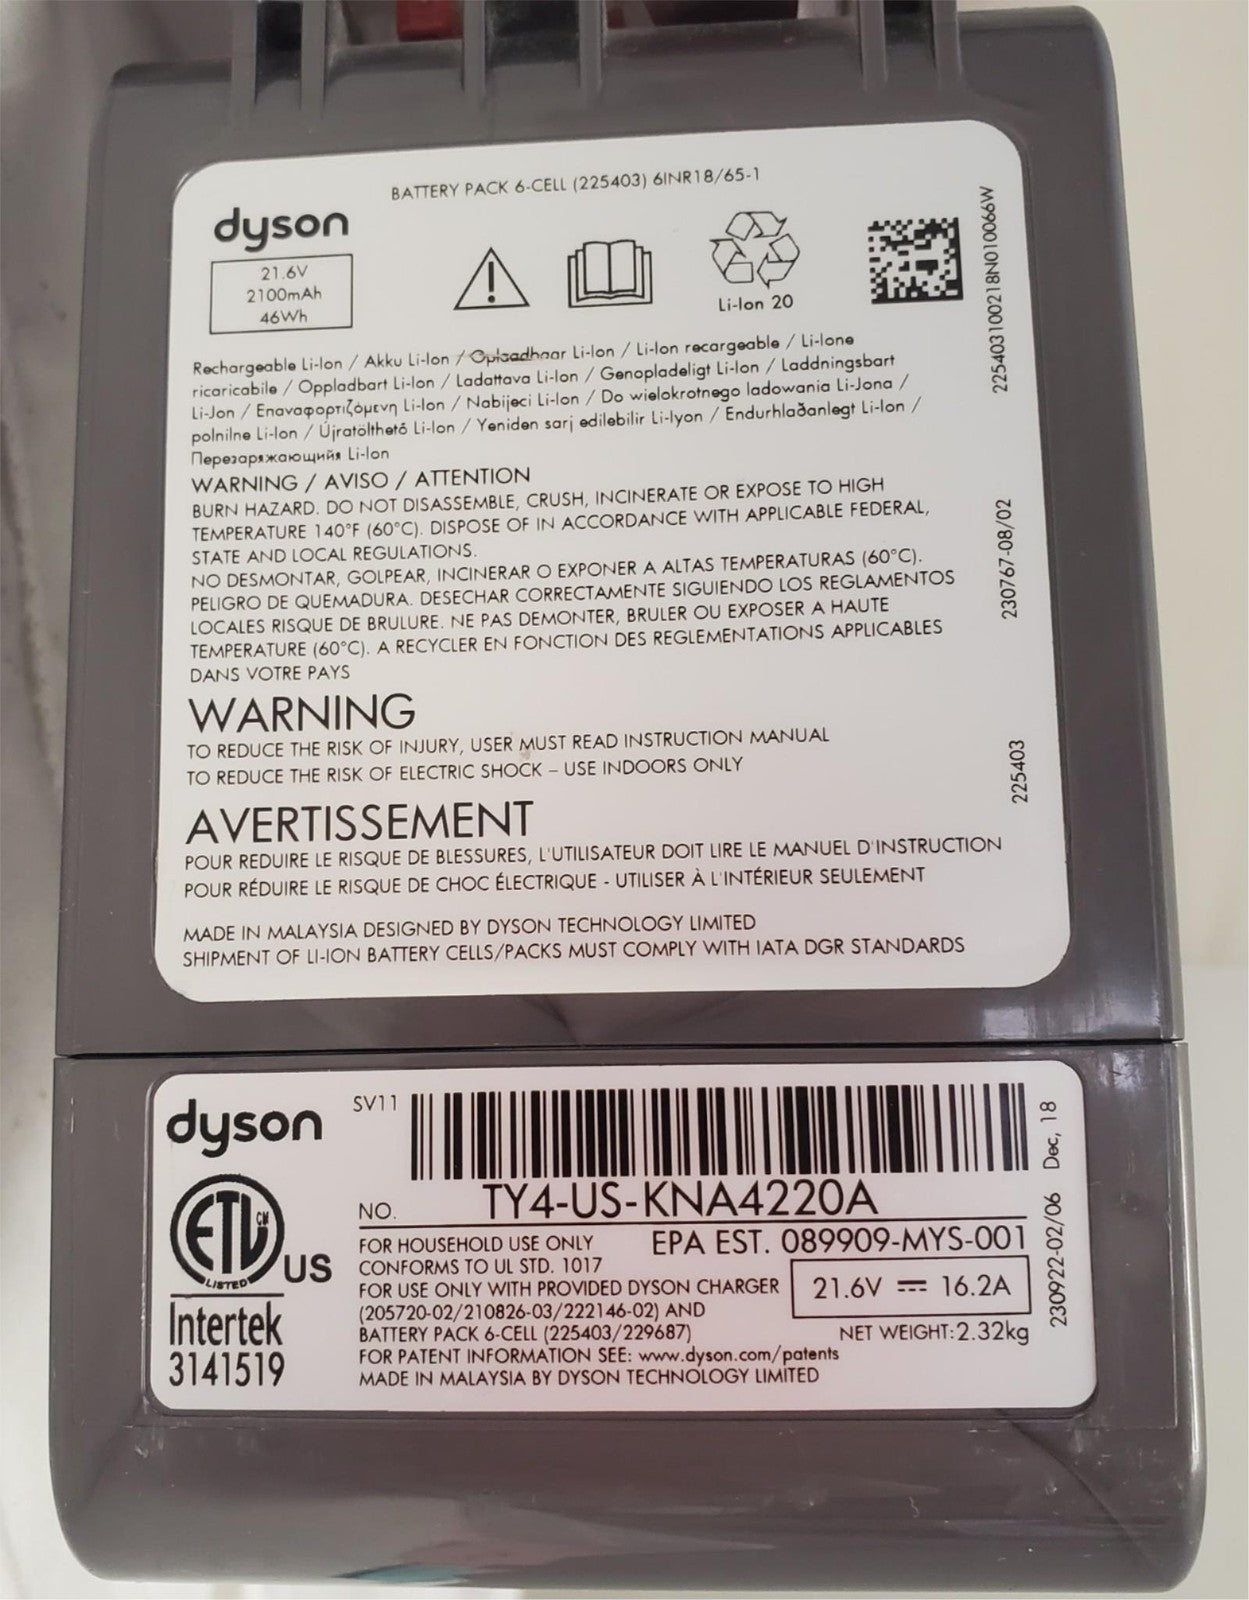 BATTERY PACK 6-CELL (225403) 6INR18/65-1
dyson
21.6V
2100mAh
46Wh
Li-Ion 20
225403100218N010066W
Rechargeable Li-Ion / Akku Li-Ion / Oplaadhaar Li-Ion / Li-Ion recargeable / Li-Ione
ricaricabile / Oppladbart Li-Ion / Ladattava Li-Ion / Genopladeligt Li-Ion / Laddningsbart
Li-Jon / Επαναφορτιζόμενη Li-Ion / Nabijeci Li-Ion / Do wielokrotnego ladowania Li-Jona /
polnilne Li-Ion / Újratölthető Li-Ion / Yeniden sarj edilebilir Li-Iyon / Endurhlaðanlegt Li-Ion /
Перезаряжающий Li-Ion
WARNING / AVISO / ATTENTION
BURN HAZARD. DO NOT DISASSEMBLE, CRUSH, INCINERATE OR EXPOSE TO HIGH
TEMPERATURE 140°F (60°C). DISPOSE OF IN ACCORDANCE WITH APPLICABLE FEDERAL,
STATE AND LOCAL REGULATIONS.
NO DESMONTAR, GOLPEAR, INCINERAR O EXPONER A ALTAS TEMPERATURAS (60°C).
PELIGRO DE QUEMADURA. DESECHAR CORRECTAMENTE SIGUIENDO LOS REGLAMENTOS
LOCALES RISQUE DE BRULURE. NE PAS DEMONTER, BRULER OU EXPOSER A HAUTE
TEMPERATURE (60°C). A RECYCLER EN FONCTION DES REGLEMENTATIONS APPLICABLES
DANS VOTRE PAYS
230767-08/02
WARNING
TO REDUCE THE RISK OF INJURY, USER MUST READ INSTRUCTION MANUAL
TO REDUCE THE RISK OF ELECTRIC SHOCK – USE INDOORS ONLY
225403
AVERTISSEMENT
POUR REDUIRE LE RISQUE DE BLESSURES, L'UTILISATEUR DOIT LIRE LE MANUEL D'INSTRUCTION
POUR RÉDUIRE LE RISQUE DE CHOC ÉLECTRIQUE - UTILISER À L'INTÉRIEUR SEULEMENT
MADE IN MALAYSIA DESIGNED BY DYSON TECHNOLOGY LIMITED
SHIPMENT OF LI-ION BATTERY CELLS/PACKS MUST COMPLY WITH IATA DGR STANDARDS
dyson
SV11
NO. TY4-US-KNA4220A
ETL CM US
LISTED
Intertek
3141519
FOR HOUSEHOLD USE ONLY EPA EST. 089909-MYS-001
CONFORMS TO UL STD. 1017
FOR USE ONLY WITH PROVIDED DYSON CHARGER
(205720-02/210826-03/222146-02) AND
BATTERY PACK 6-CELL (225403/229687)
21.6V ⎓ 16.2A
NET WEIGHT:2.32kg
FOR PATENT INFORMATION SEE: www.dyson.com/patents
MADE IN MALAYSIA BY DYSON TECHNOLOGY LIMITED
230922-02/06 Dec, 18